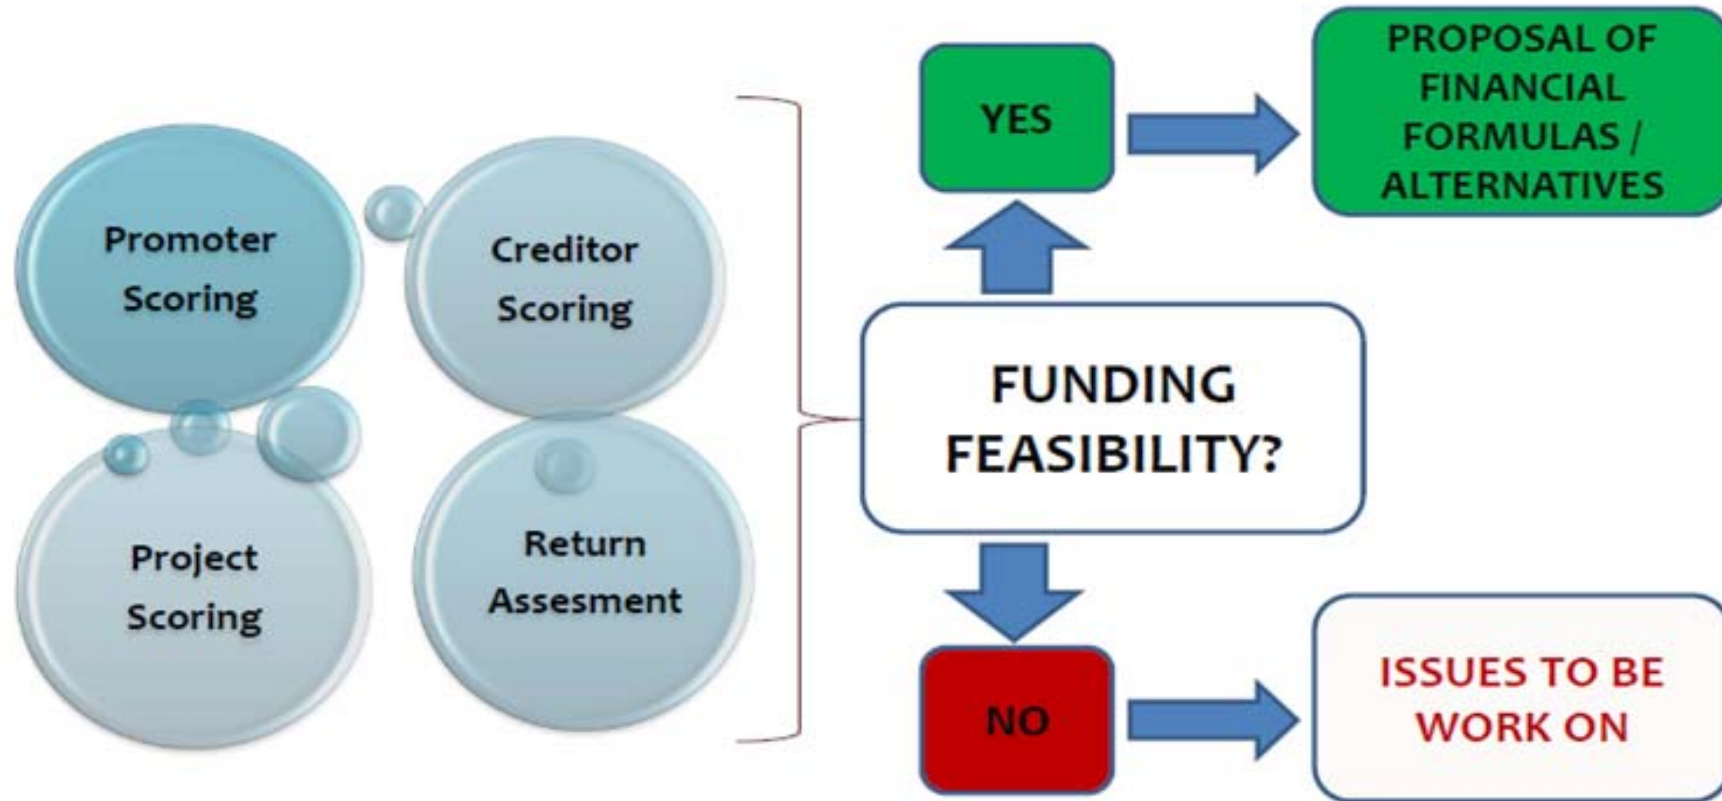 Promoter
Scoring
Creditor
Scoring
Project
Scoring
Return
Assesment
FUNDING
FEASIBILITY?
YES
PROPOSAL OF
FINANCIAL
FORMULAS /
ALTERNATIVES
NO
ISSUES TO BE
WORK ON